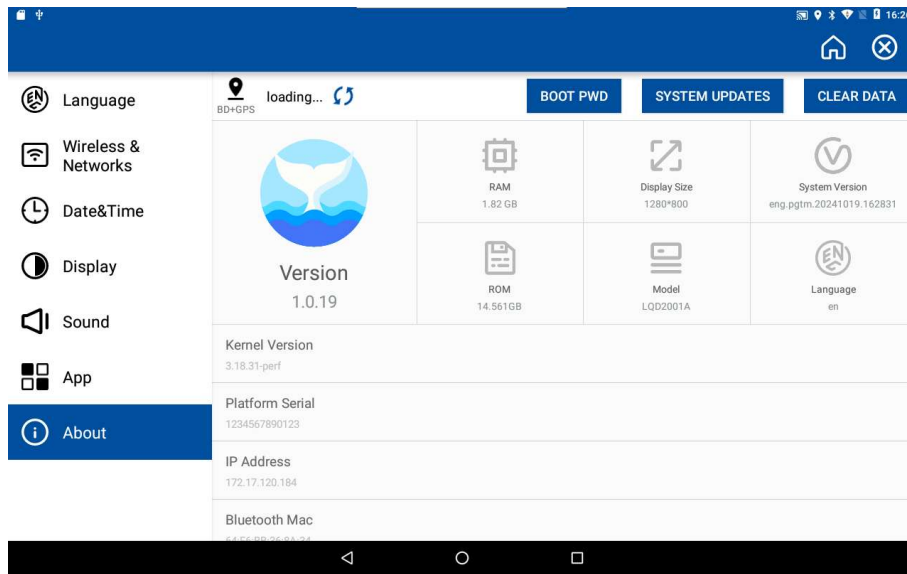 16:20
Language
Wireless &
Networks
Date&Time
Display
Sound
App
About
BD+GPS
loading...
BOOT PWD
SYSTEM UPDATES
CLEAR DATA
Version
1.0.19
RAM
1.82 GB
Display Size
1280*800
System Version
eng.pgtm.20241019.162831
ROM
14.561GB
Model
LQD2001A
Language
en
Kernel Version
3.18.31-perf
Platform Serial
1234567890123
IP Address
172.17.120.184
Bluetooth Mac